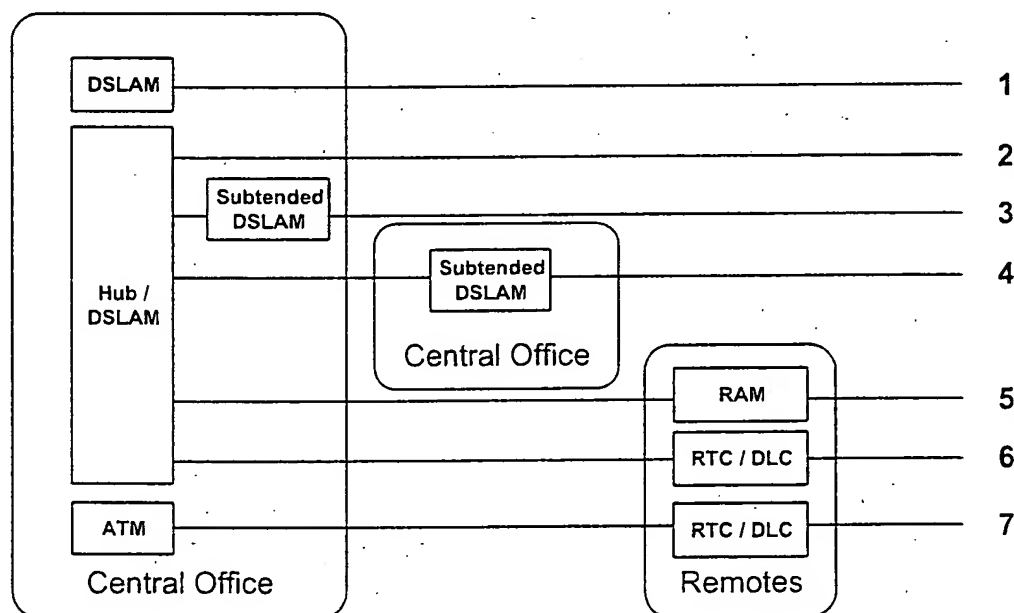 DSLAM
1
2
Subtended
DSLAM
3
Subtended
DSLAM
4
Hub /
DSLAM
Central Office
RAM
5
RTC / DLC
6
ATM
RTC / DLC
7
Central Office
Remotes